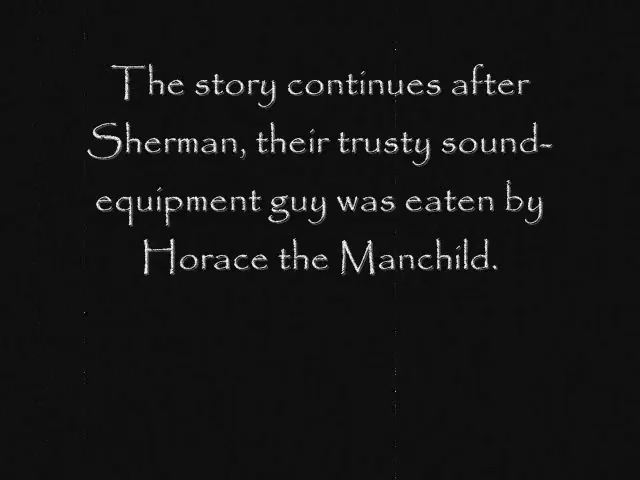 The story continues after
Sherman, their trusty sound-
equipment guy was eaten by
Horace the Manchild.